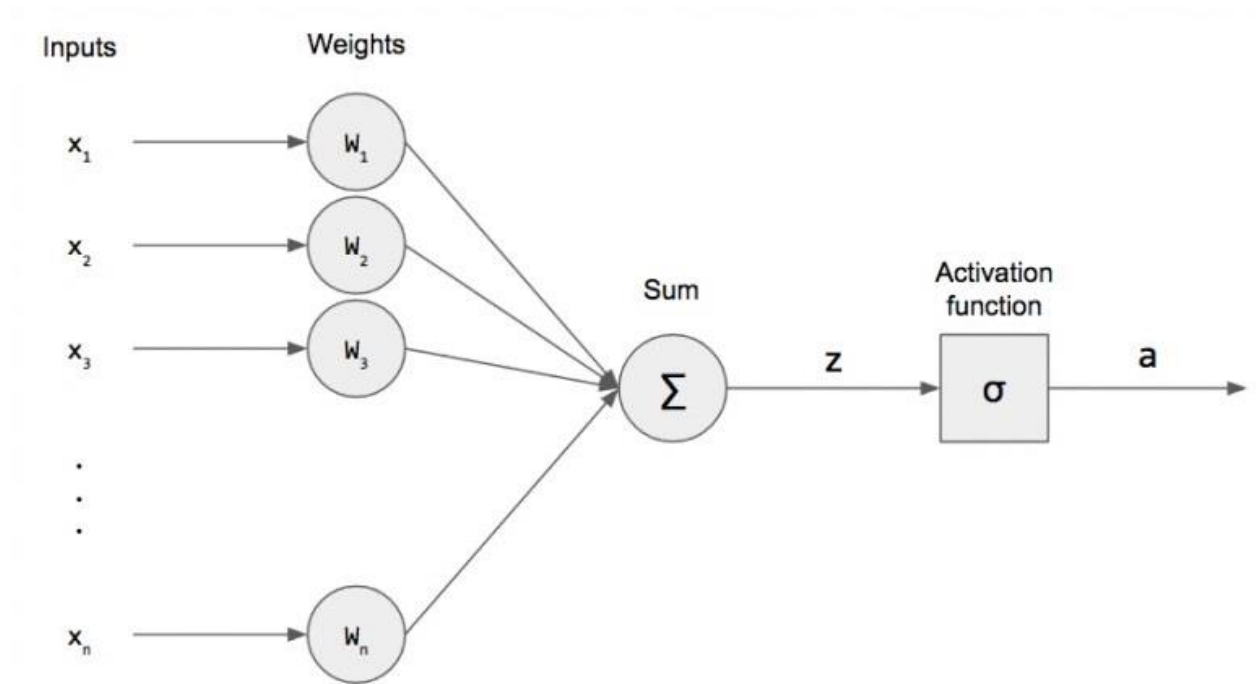 Inputs
Weights
x₁
W₁
x₂
W₂
x₃
W₃
Sum
Σ
z
Activation
function
σ
a
.
.
.
xₙ
Wₙ